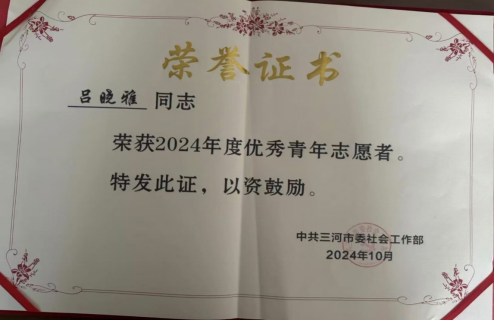 荣誉证书
吕晓雅 同志
荣获2024年度优秀青年志愿者。
特发此证，以资鼓励。
中共三河市委社会工作部
2024年10月